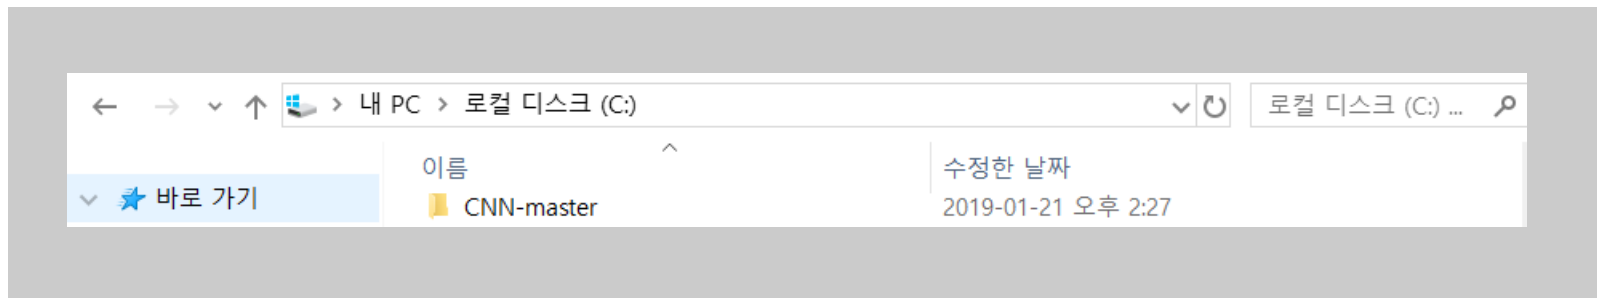 내 PC > 로컬 디스크 (C:)
로컬 디스크 (C:) ...
이름 수정한 날짜
바로 가기
CNN-master 2019-01-21 오후 2:27